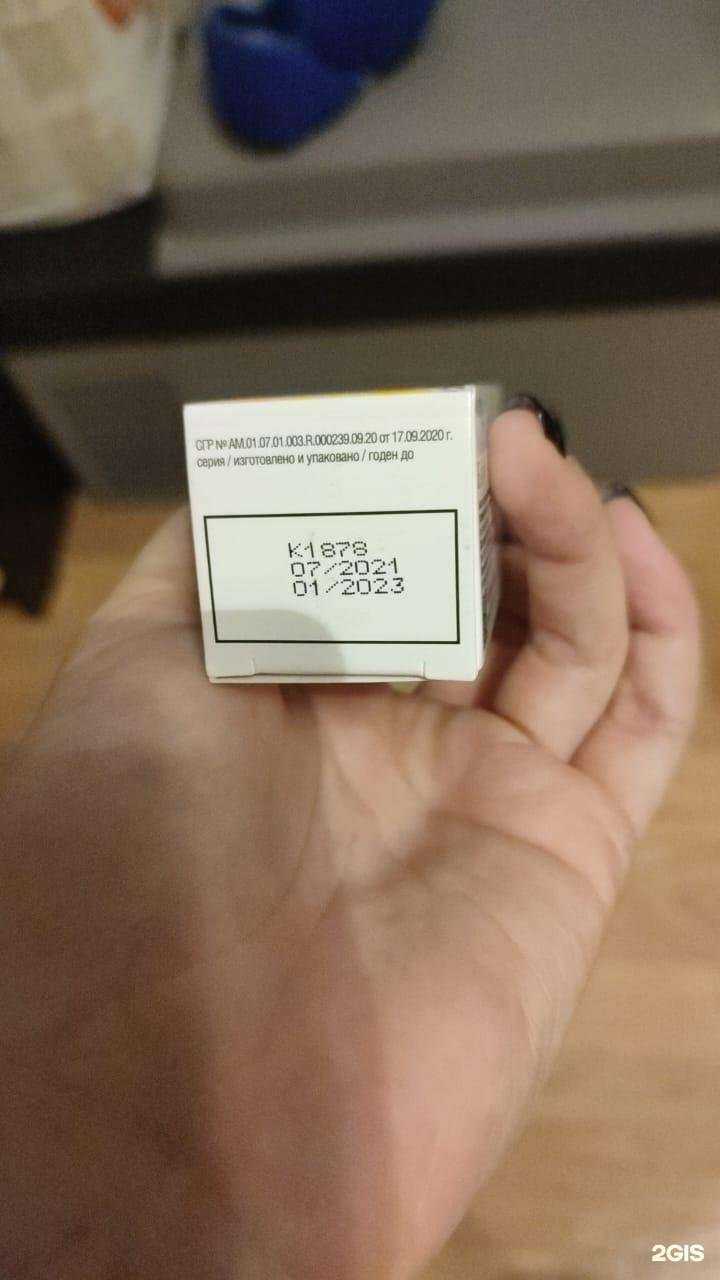 СГР № AM.01.07.01.003.R.000239.09.20 от 17.09.2020 г.
серия / изготовлено и упаковано / годен до
K1878
07/2021
01/2023
2GIS